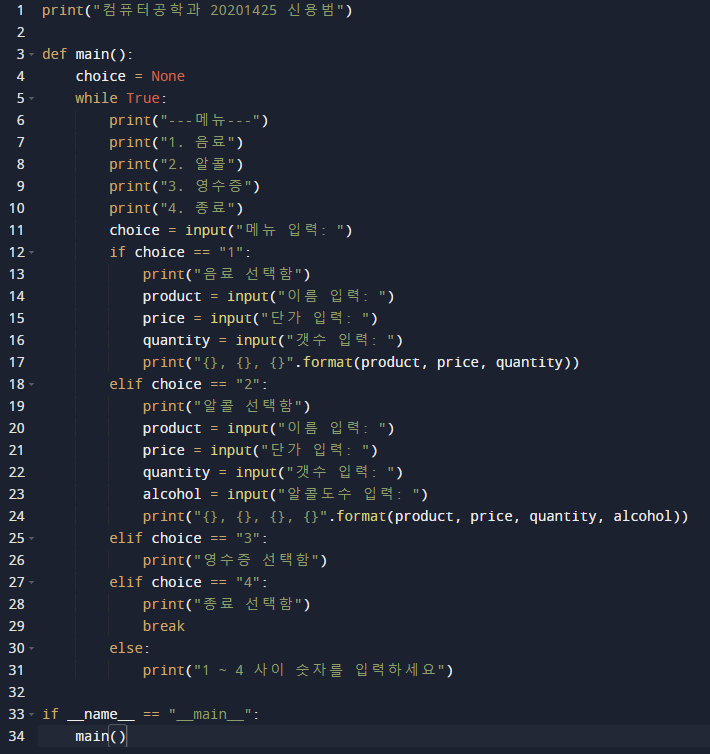 1 print("컴퓨터공학과 20201425 신용범")
2
3 def main():
4     choice = None
5     while True:
6         print("---메뉴---")
7         print("1. 음료")
8         print("2. 알콜")
9         print("3. 영수증")
10         print("4. 종료")
11         choice = input("메뉴 입력: ")
12         if choice == "1":
13             print("음료 선택함")
14             product = input("이름 입력: ")
15             price = input("단가 입력: ")
16             quantity = input("갯수 입력: ")
17             print("{}, {}, {}".format(product, price, quantity))
18         elif choice == "2":
19             print("알콜 선택함")
20             product = input("이름 입력: ")
21             price = input("단가 입력: ")
22             quantity = input("갯수 입력: ")
23             alcohol = input("알콜도수 입력: ")
24             print("{}, {}, {}, {}".format(product, price, quantity, alcohol))
25         elif choice == "3":
26             print("영수증 선택함")
27         elif choice == "4":
28             print("종료 선택함")
29             break
30         else:
31             print("1 ~ 4 사이 숫자를 입력하세요")
32
33 if __name__ == "__main__":
34     main()